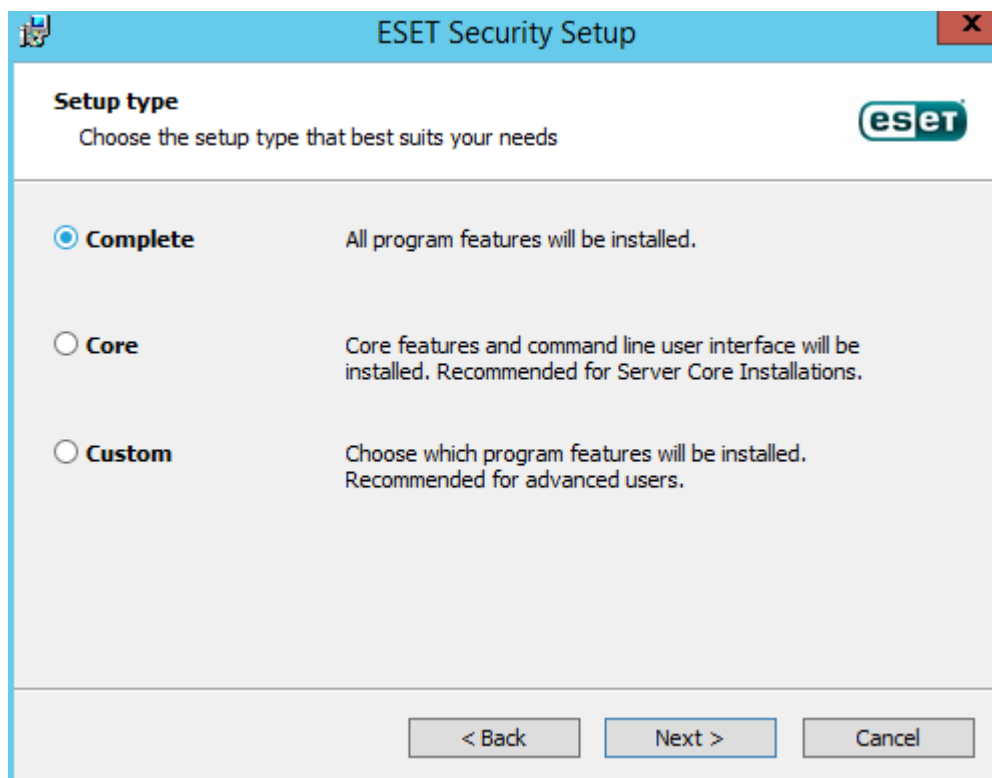 ESET Security Setup
x
Setup type
Choose the setup type that best suits your needs
eseT
Complete
All program features will be installed.
Core
Core features and command line user interface will be
installed. Recommended for Server Core Installations.
Custom
Choose which program features will be installed.
Recommended for advanced users.
< Back
Next >
Cancel